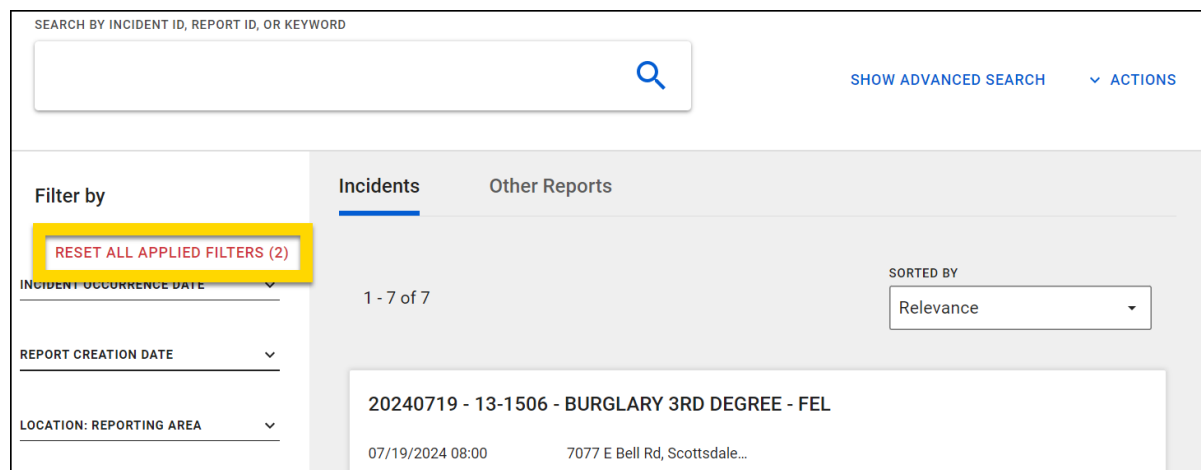 SEARCH BY INCIDENT ID, REPORT ID, OR KEYWORD
SHOW ADVANCED SEARCH
ACTIONS
Filter by
RESET ALL APPLIED FILTERS (2)
INCIDENT OCCURRENCE DATE
REPORT CREATION DATE
LOCATION: REPORTING AREA
Incidents
Other Reports
1 - 7 of 7
SORTED BY
Relevance
20240719 - 13-1506 - BURGLARY 3RD DEGREE - FEL
07/19/2024 08:00
7077 E Bell Rd, Scottsdale…